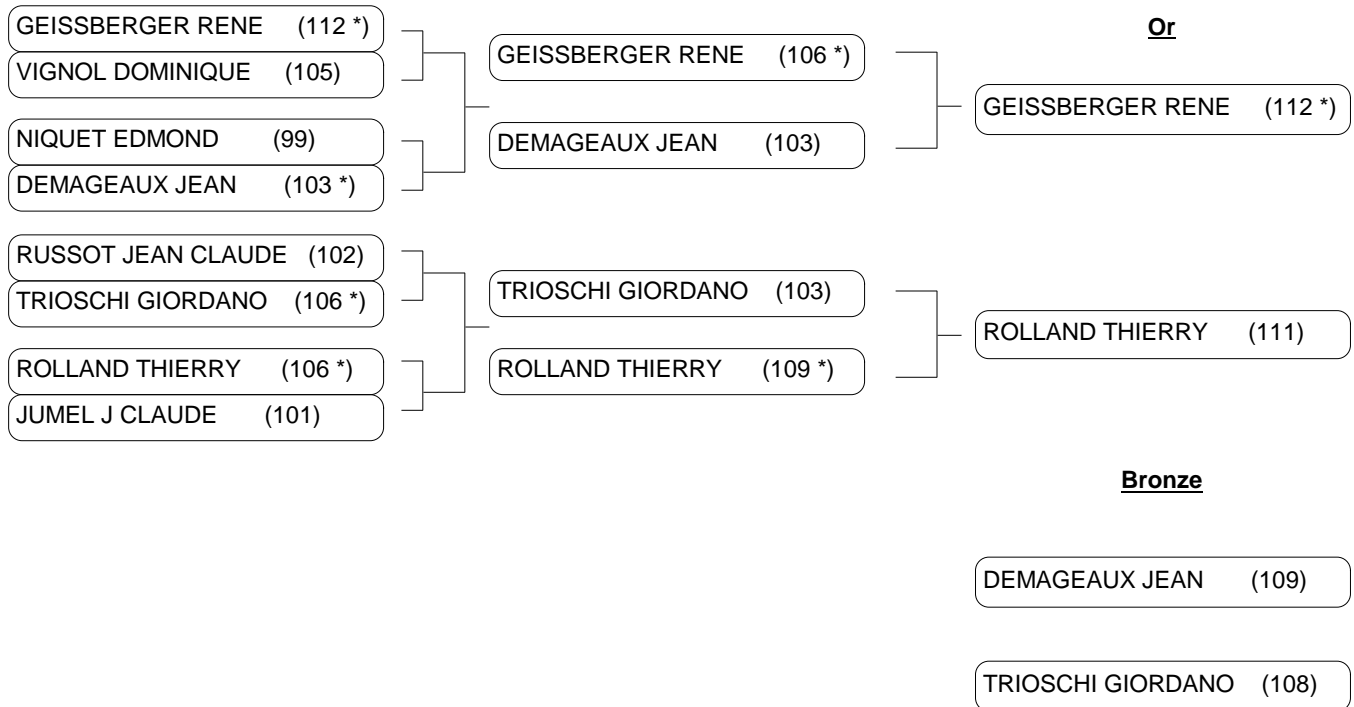 GEISSBERGER RENE (112 *)
VIGNOL DOMINIQUE (105)
NIQUET EDMOND (99)
DEMAGEAUX JEAN (103 *)
RUSSOT JEAN CLAUDE (102)
TRIOSCHI GIORDANO (106 *)
ROLLAND THIERRY (106 *)
JUMEL J CLAUDE (101)
GEISSBERGER RENE (106 *)
DEMAGEAUX JEAN (103)
TRIOSCHI GIORDANO (103)
ROLLAND THIERRY (109 *)
Or
GEISSBERGER RENE (112 *)
ROLLAND THIERRY (111)
Bronze
DEMAGEAUX JEAN (109)
TRIOSCHI GIORDANO (108)